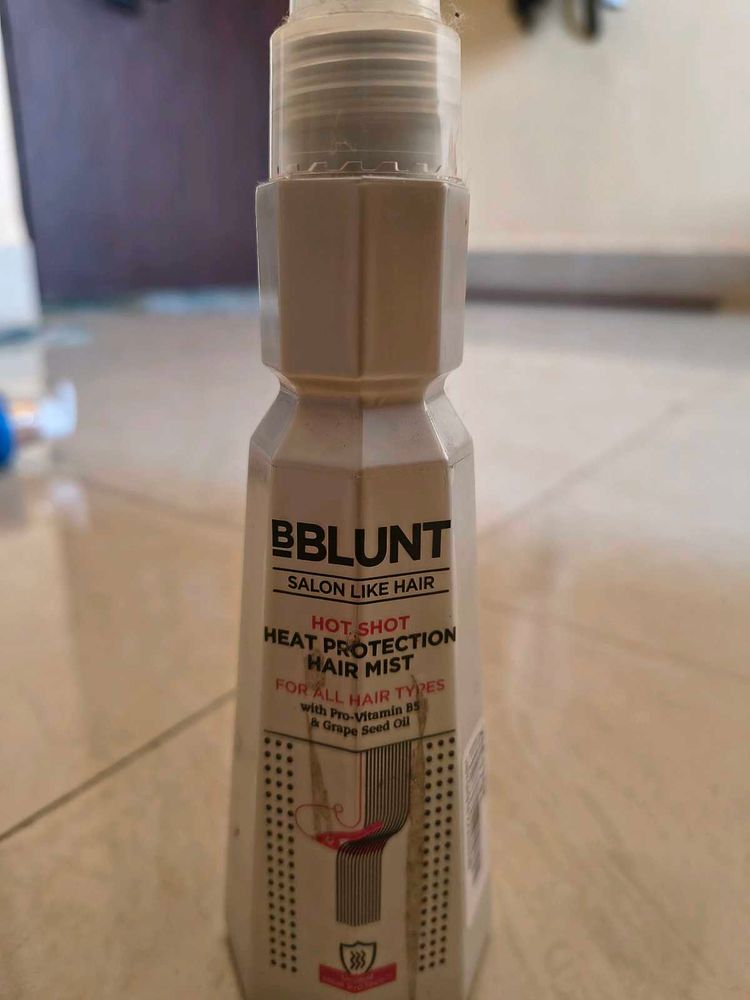 BBLUNT
SALON LIKE HAIR
HOT SHOT
HEAT PROTECTION
HAIR MIST
FOR ALL HAIR TYPES
with Pro-Vitamin B5
& Grape Seed Oil